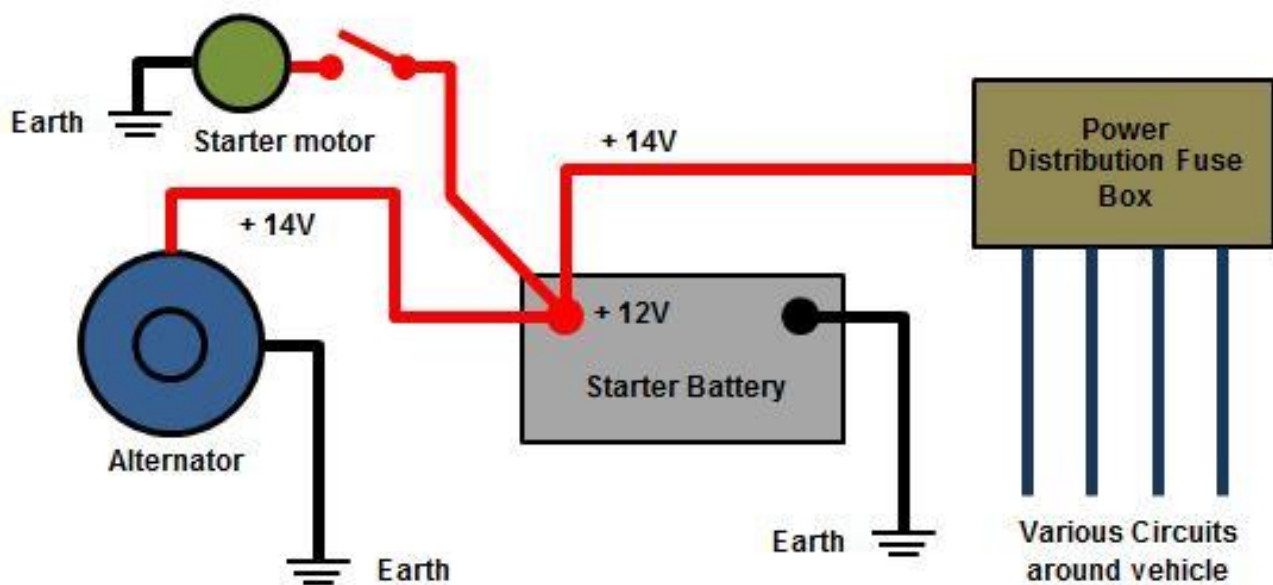 Earth
Starter motor
+ 14V
+ 14V
Power
Distribution Fuse
Box
+ 12V
Starter Battery
Alternator
Earth
Earth
Various Circuits
around vehicle